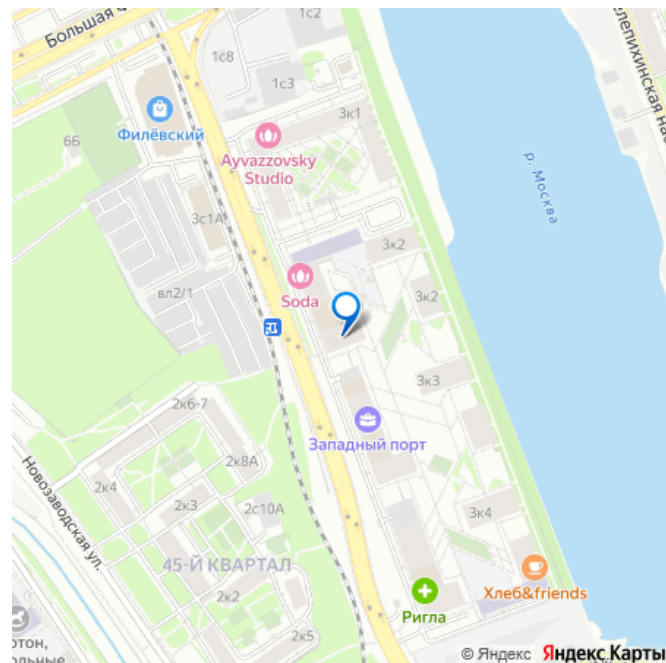 Большая
1с2
1с8
1с3
3к1
Филёвский
6Б
Ayvazzovsky
Studio
р. Москва
3с1А
3к2
вл2/1
Soda
3к2
3к3
2к6-7
Западный порт
2к8А
2к4
Новозаводская ул.
2к3
2с10А
3к4
45-Й КВАРТАЛ
Хлеб&friends
2к2
Ригла
2к5
© Яндекс Яндекс Карты